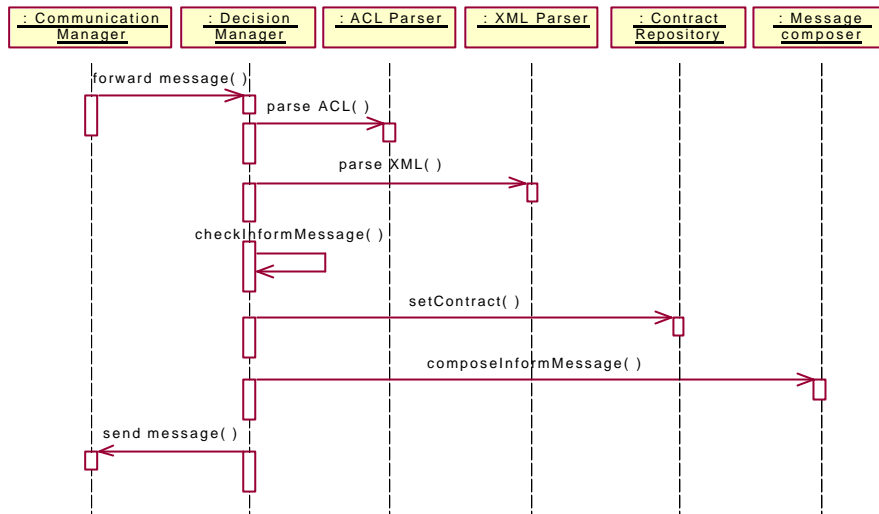 : Communication
Manager
: Decision
Manager
: ACL Parser
: XML Parser
: Contract
Repository
: Message
composer
forward message( )
parse ACL( )
parse XML( )
checkInformMessage( )
setContract( )
composeInformMessage( )
send message( )